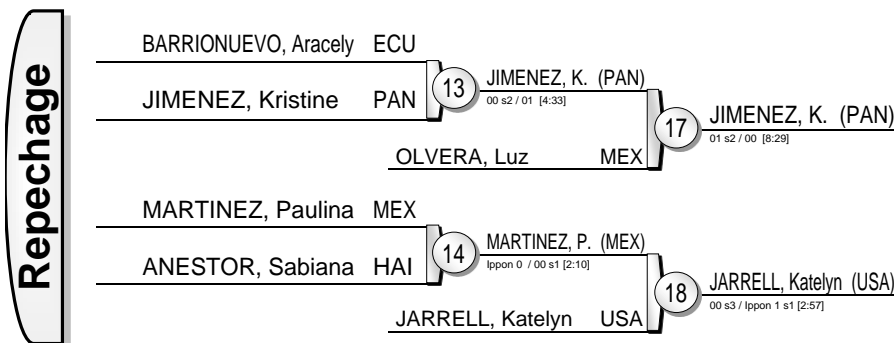 Repechage
BARRIONUEVO, Aracely ECU
JIMENEZ, Kristine PAN
13
JIMENEZ, K. (PAN)
00 s2 / 01 [4:33]
OLVERA, Luz MEX
17
JIMENEZ, K. (PAN)
01 s2 / 00 [8:29]
MARTINEZ, Paulina MEX
ANESTOR, Sabiana HAI
14
MARTINEZ, P. (MEX)
Ippon 0 / 00 s1 [2:10]
JARRELL, Katelyn USA
18
JARRELL, Katelyn (USA)
00 s3 / Ippon 1 s1 [2:57]